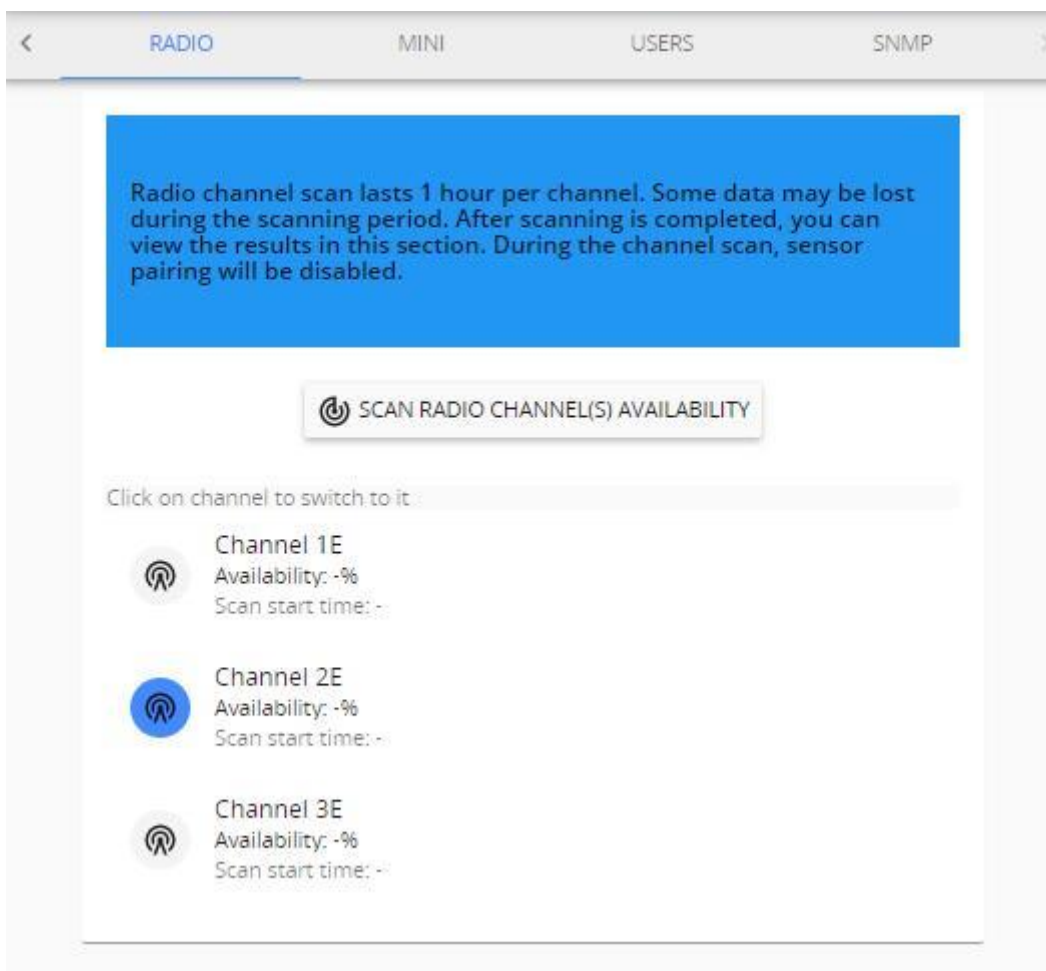 RADIO MINI USERS SNMP
Radio channel scan lasts 1 hour per channel. Some data may be lost
during the scanning period. After scanning is completed, you can
view the results in this section. During the channel scan, sensor
pairing will be disabled.
SCAN RADIO CHANNEL(S) AVAILABILITY
Click on channel to switch to it
Channel 1E
Availability: -%
Scan start time: -
Channel 2E
Availability: -%
Scan start time: -
Channel 3E
Availability: -%
Scan start time: -